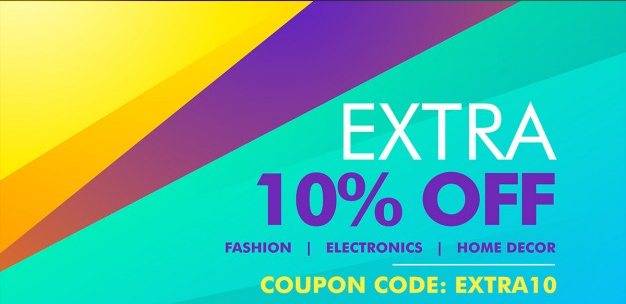 EXTRA
10% OFF
FASHION | ELECTRONICS | HOME DECOR
COUPON CODE: EXTRA10